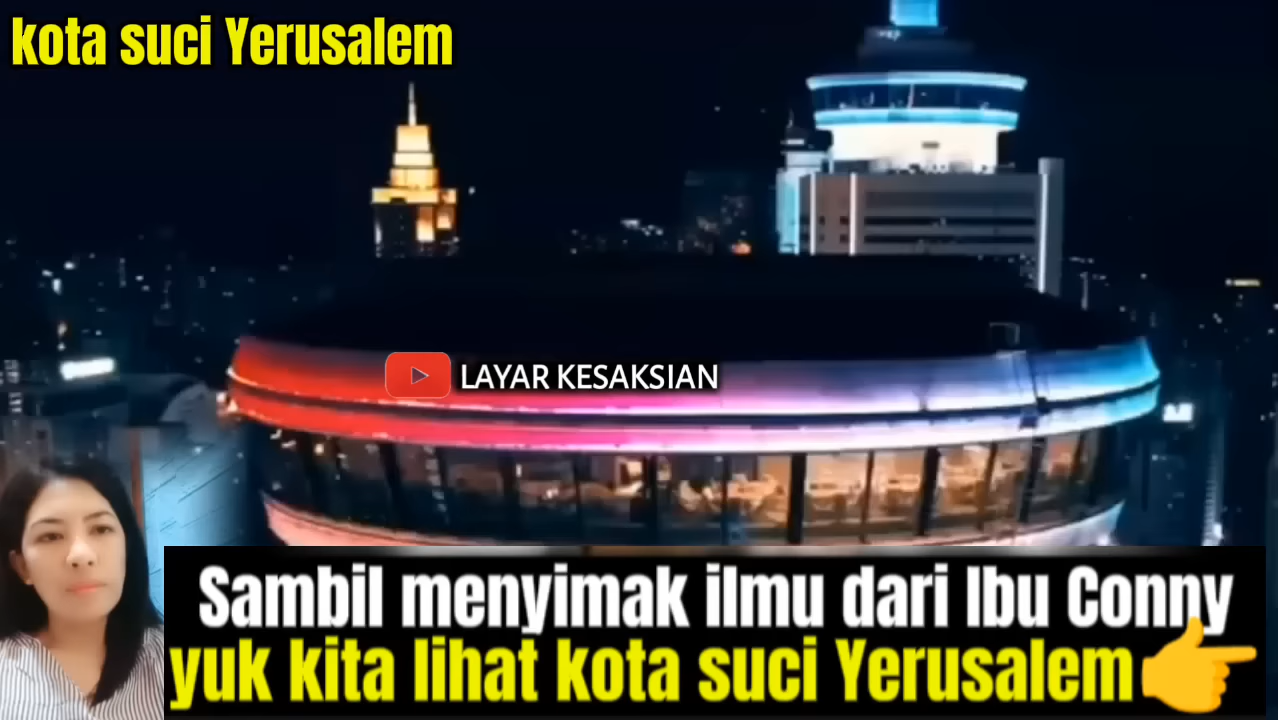 kota suci Yerusalem
LAYAR KESAKSIAN
Sambil menyimak ilmu dari Ibu Conny
yuk kita lihat kota suci Yerusalem